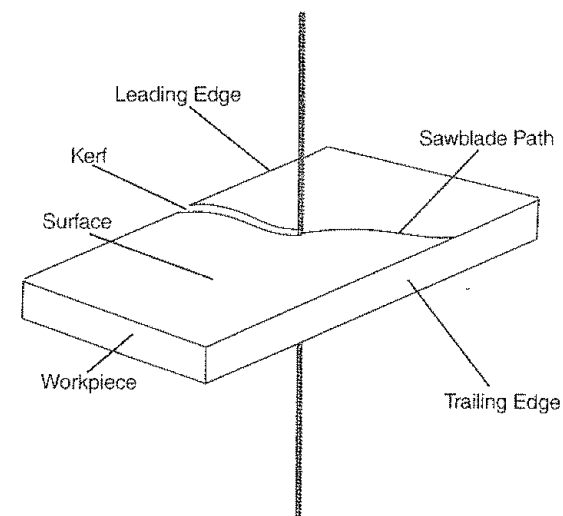 Leading Edge
Sawblade Path
Kerf
Surface
Workpiece
Trailing Edge